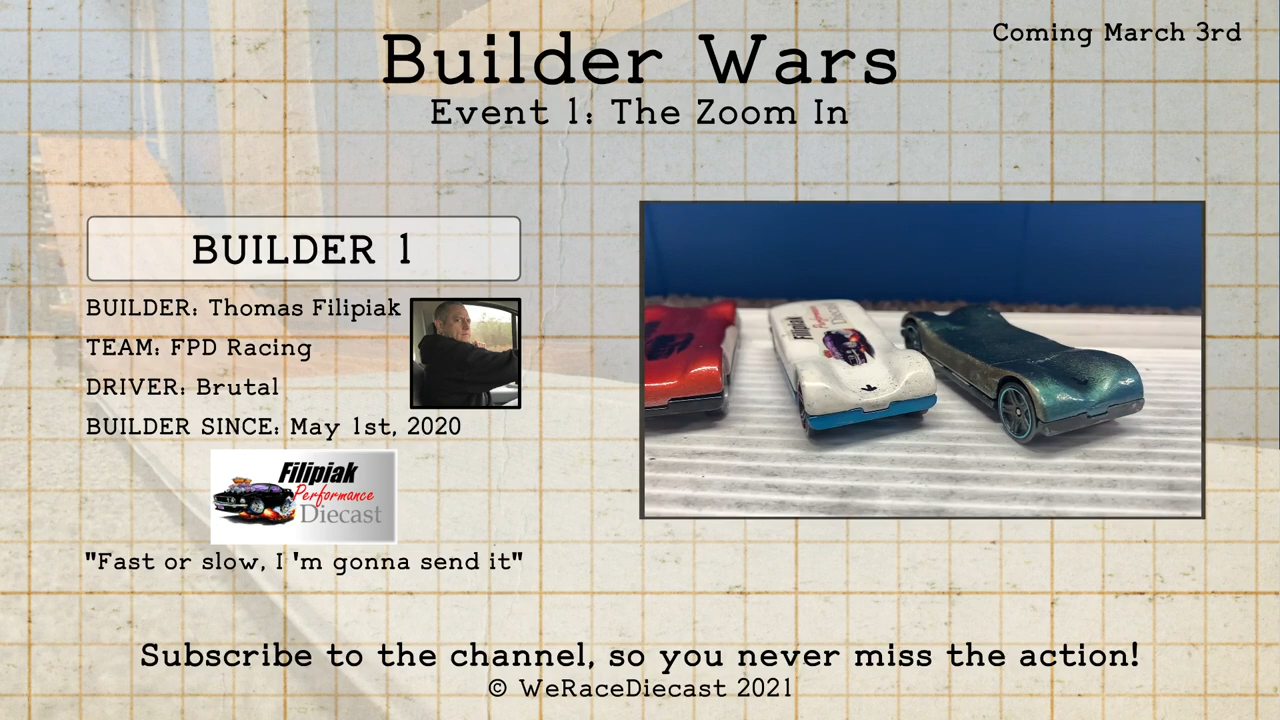 Coming March 3rd
Builder Wars
Event 1: The Zoom In
BUILDER 1
BUILDER: Thomas Filipiak
TEAM: FPD Racing
DRIVER: Brutal
BUILDER SINCE: May 1st, 2020
Filipiak
Performance
Diecast
"Fast or slow, I 'm gonna send it"
Filipiak
Performance
Diecast
Subscribe to the channel, so you never miss the action!
© WeRaceDiecast 2021